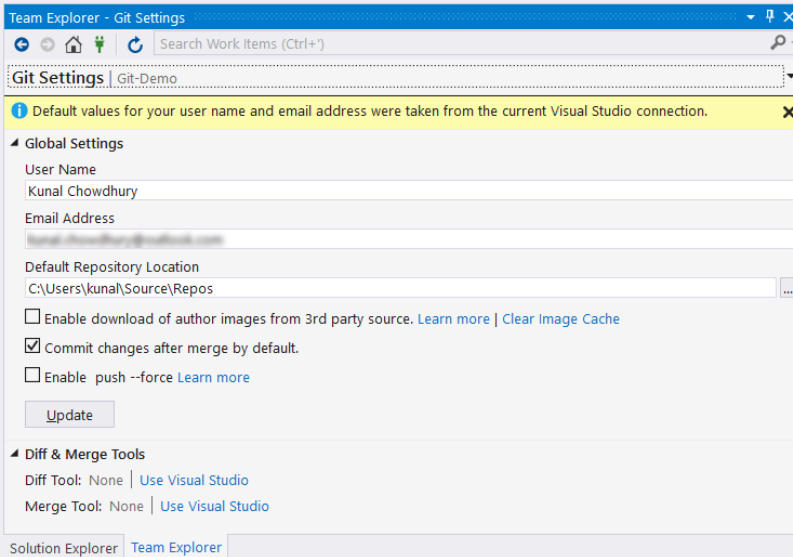 Team Explorer - Git Settings
Search Work Items (Ctrl+')
Git Settings | Git-Demo
Default values for your user name and email address were taken from the current Visual Studio connection.
Global Settings
User Name
Kunal Chowdhury
Email Address
Default Repository Location
C:\Users\kunal\Source\Repos
...
Enable download of author images from 3rd party source. Learn more | Clear Image Cache
Commit changes after merge by default.
Enable push --force Learn more
Update
Diff & Merge Tools
Diff Tool: None | Use Visual Studio
Merge Tool: None | Use Visual Studio
Solution Explorer Team Explorer